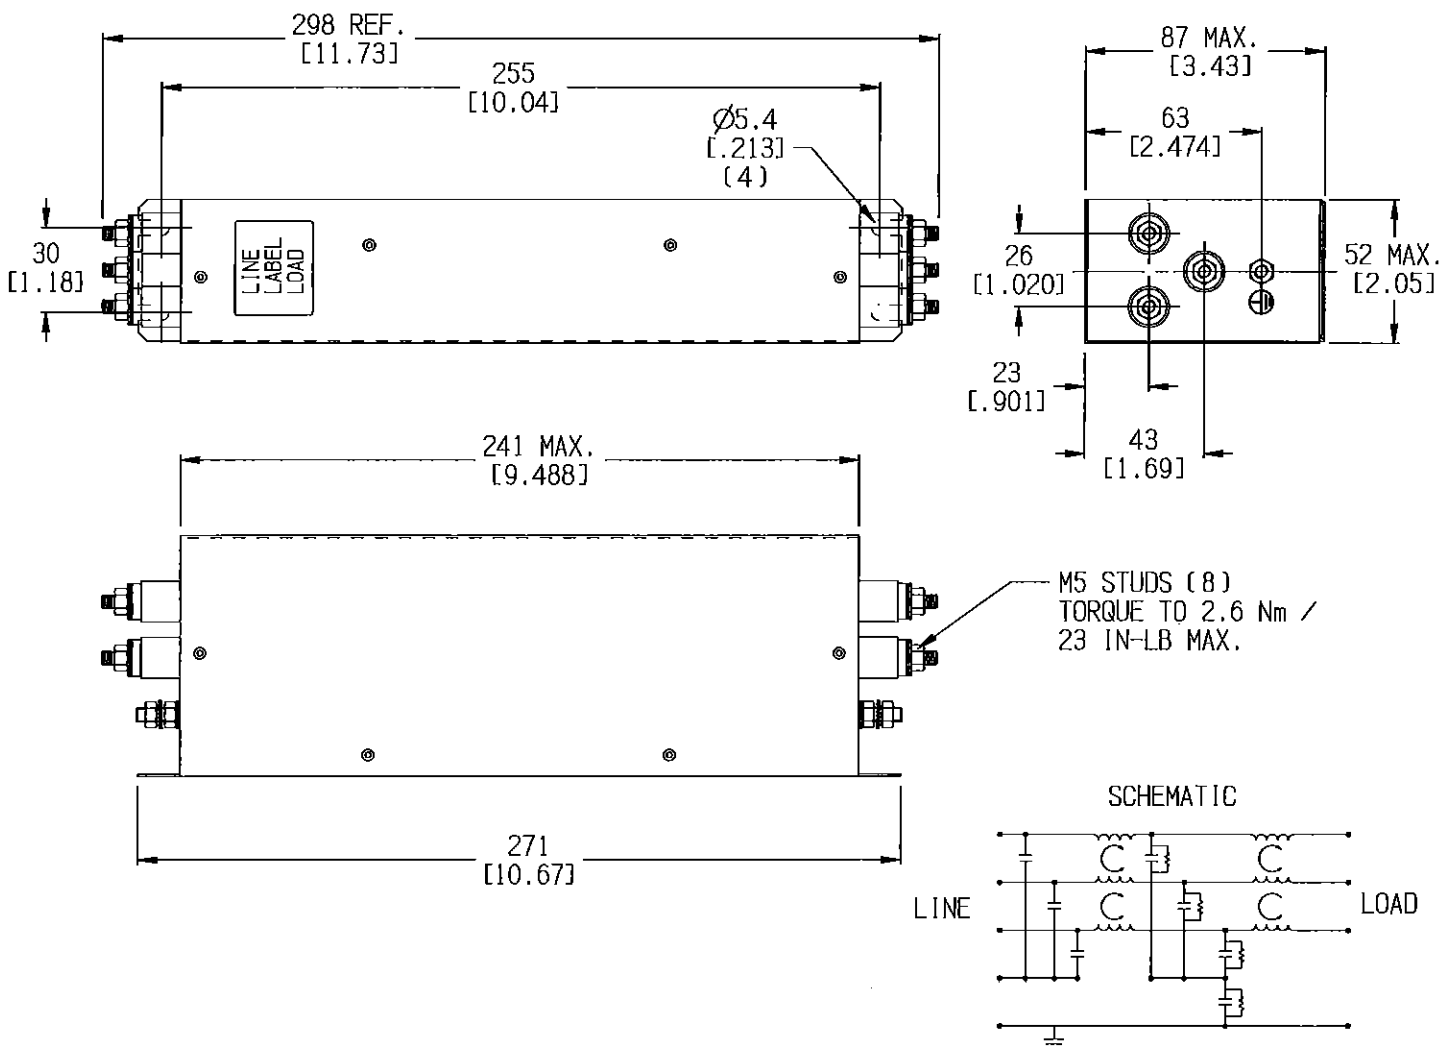 298 REF.
[11.73]
255
[10.04]
Ø5.4
[.213]
(4)
30
[1.18]
LINE
LABEL
LOAD
87 MAX.
[3.43]
63
[2.474]
26
[1.020]
52 MAX.
[2.05]
23
[.901]
43
[1.69]
241 MAX.
[9.488]
M5 STUDS (8)
TORQUE TO 2.6 Nm /
23 IN-LB MAX.
271
[10.67]
SCHEMATIC
LINE
LOAD